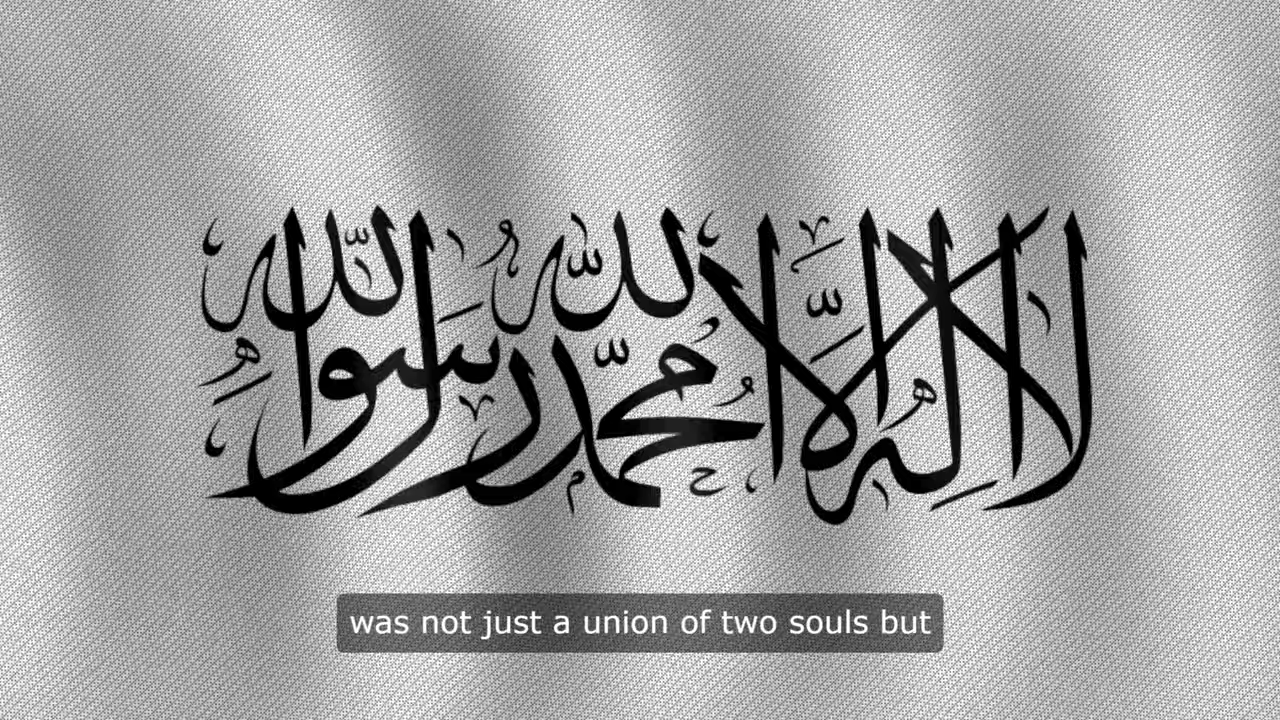 لا إله إلا الله محمد رسول الله
was not just a union of two souls but